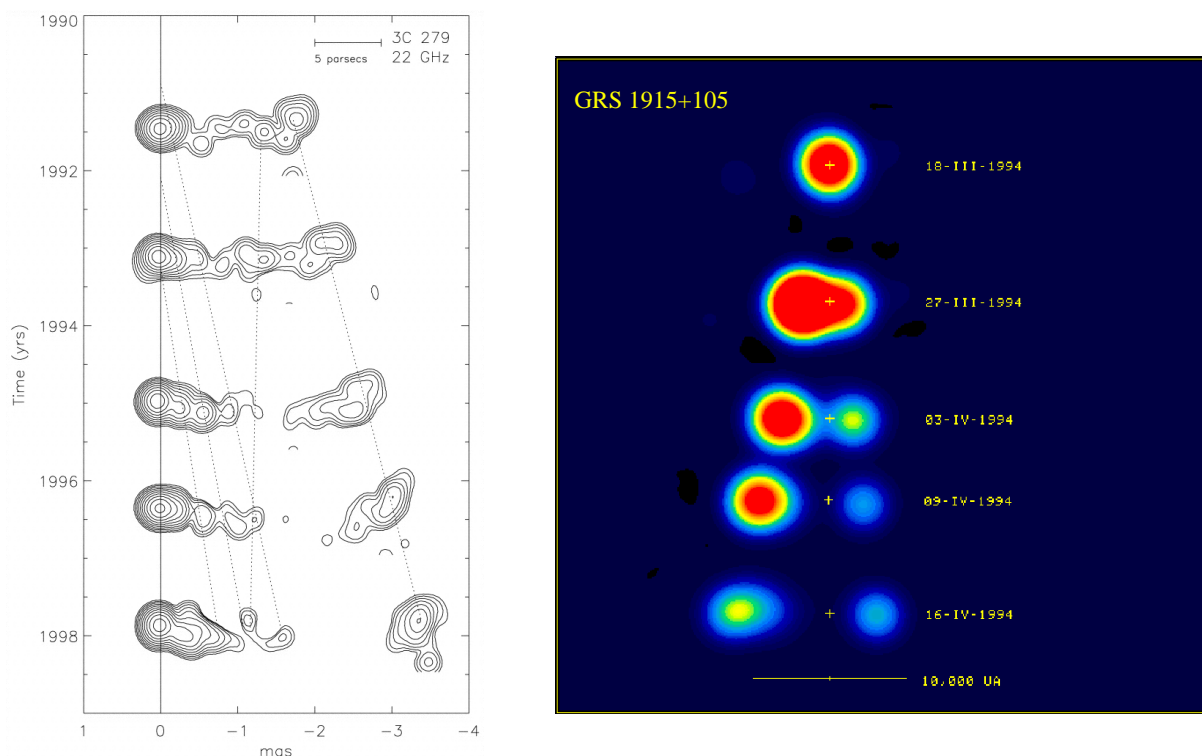 1990
3C 279
5 parsecs
22 GHz
1992
1994
1996
1998
Time (yrs)
1 0 −1 −2 −3 −4
mas
GRS 1915+105
18-III-1994
27-III-1994
03-IV-1994
09-IV-1994
16-IV-1994
10,000 UA